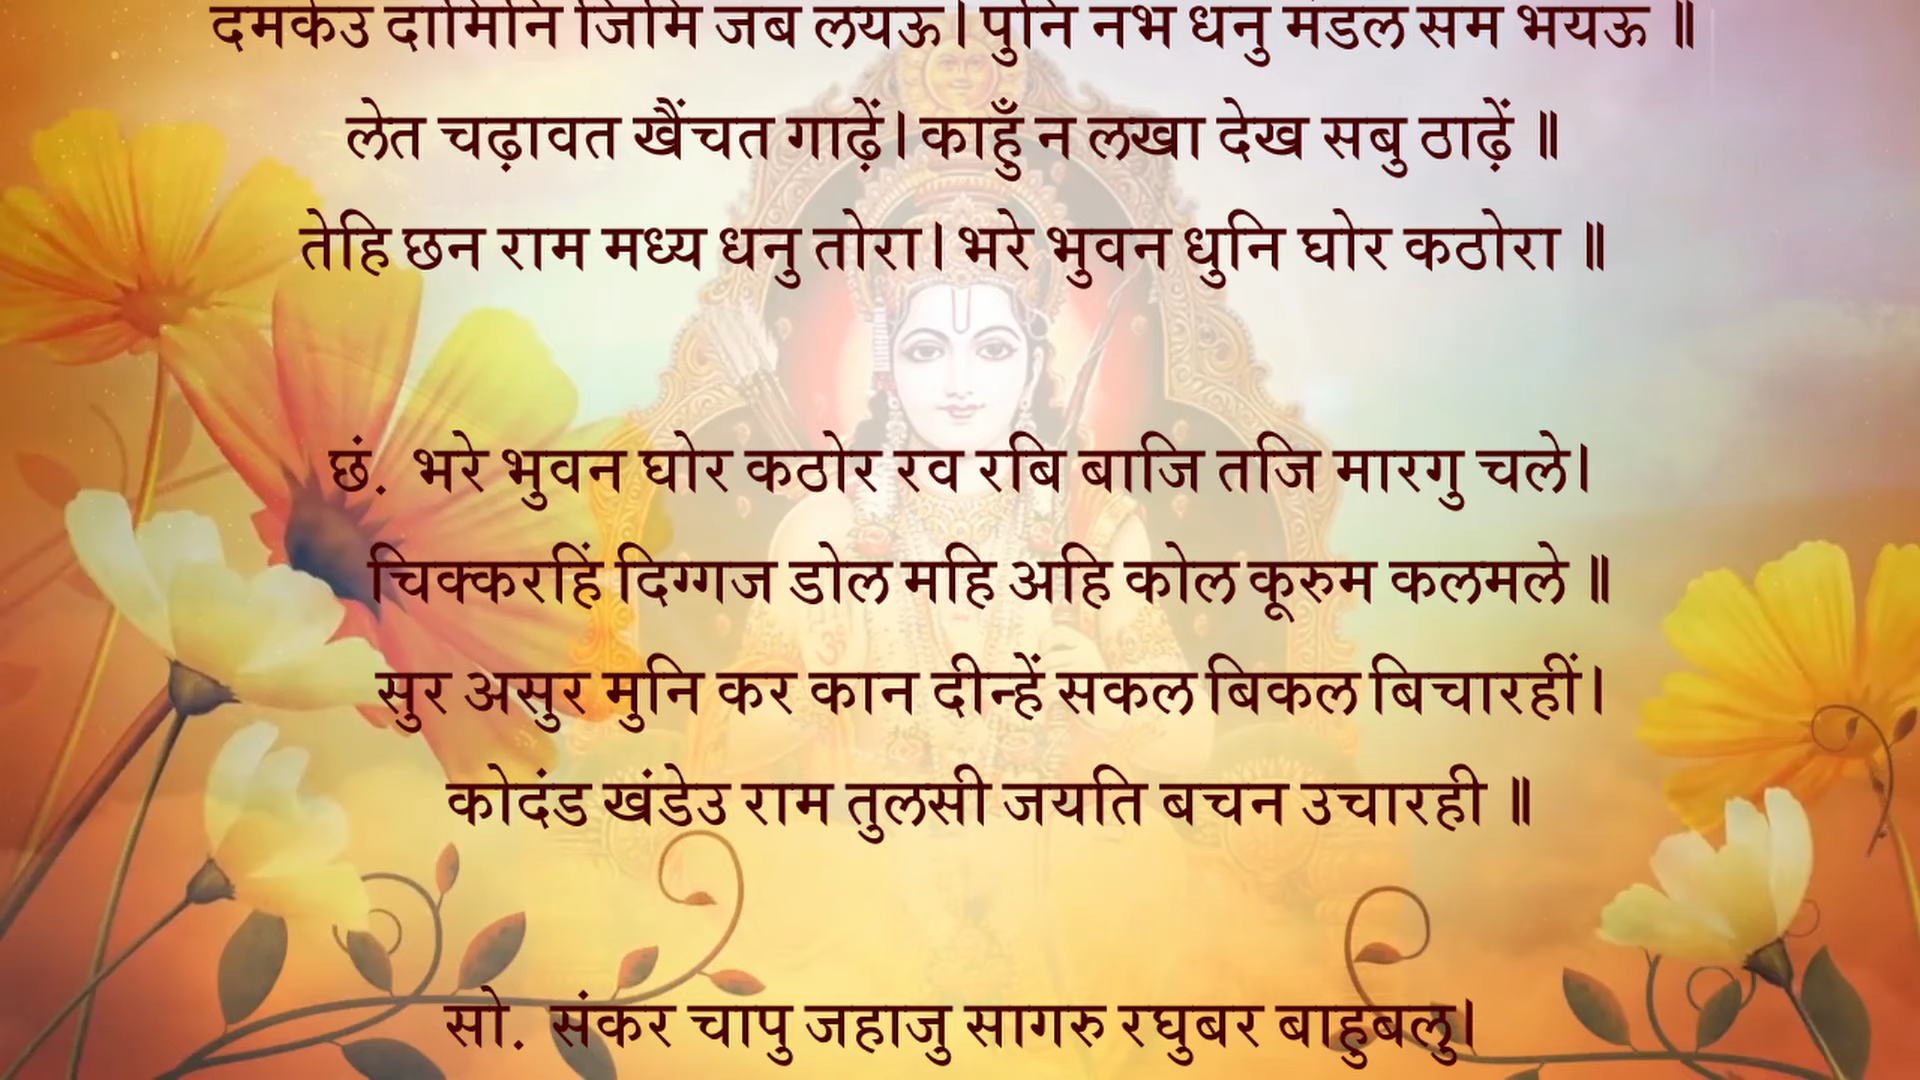 दमकेउ दामिनि जिमि जब लयऊ। पुनि नभ धनु मंडल सम भयऊ ॥
लेत चढ़ावत खैंचत गाढ़ें। काहुँ न लखा देख सबु ठाढ़ें ॥
तेहि छन राम मध्य धनु तोरा। भरे भुवन धुनि घोर कठोरा ॥
छं. भरे भुवन घोर कठोर रव रबि बाजि तजि मारगु चले।
चिक्करहिं दिग्गज डोल महि अहि कोल कूरुम कलमले ॥
सुर असुर मुनि कर कान दीन्हें सकल बिकल बिचारहीं।
कोदंड खंडेउ राम तुलसी जयति बचन उचारही ॥
सो. संकर चापु जहाजु सागरु रघुबर बाहुबलु।